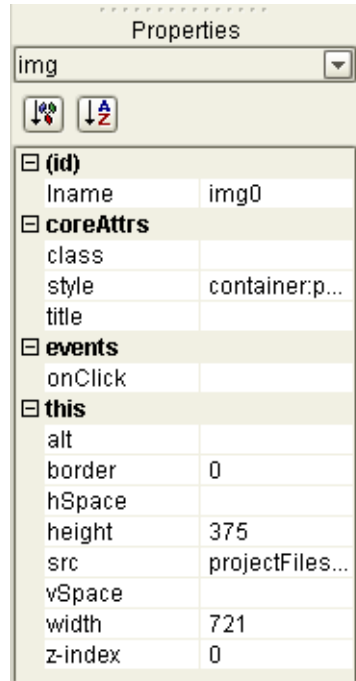 Properties
img
A
Z
(id)
lname img0
coreAttrs
class
style container:p...
title
events
onClick
this
alt
border 0
hSpace
height 375
src projectFiles...
vSpace
width 721
z-index 0